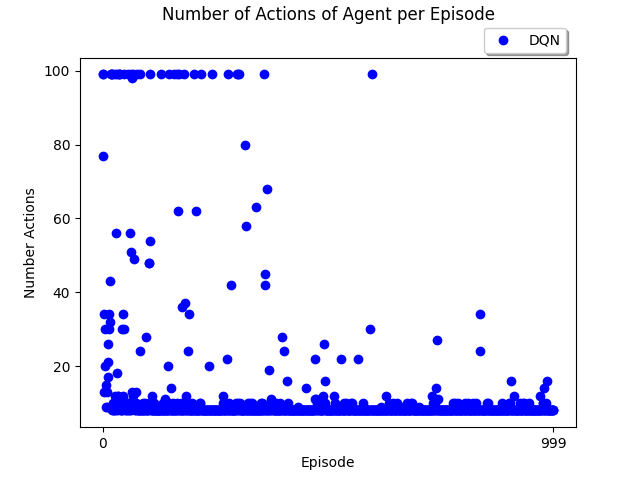 Number of Actions of Agent per Episode
DQN
100
80
60
40
20
Number Actions
0
999
Episode